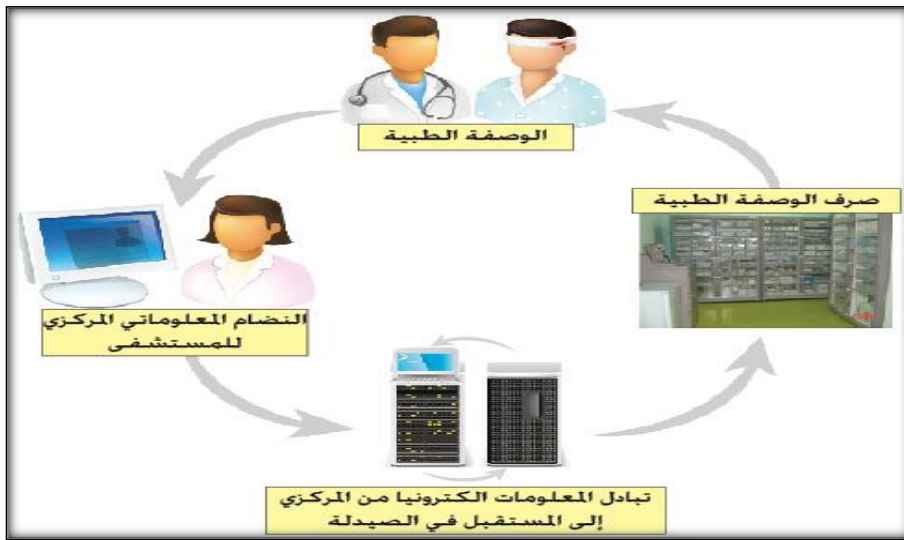 الوصفة الطبية
صرف الوصفة الطبية
النضام المعلوماتي المركزي
للمستشفى
تبادل المعلومات الكترونيا من المركزي
إلى المستقبل في الصيدلة